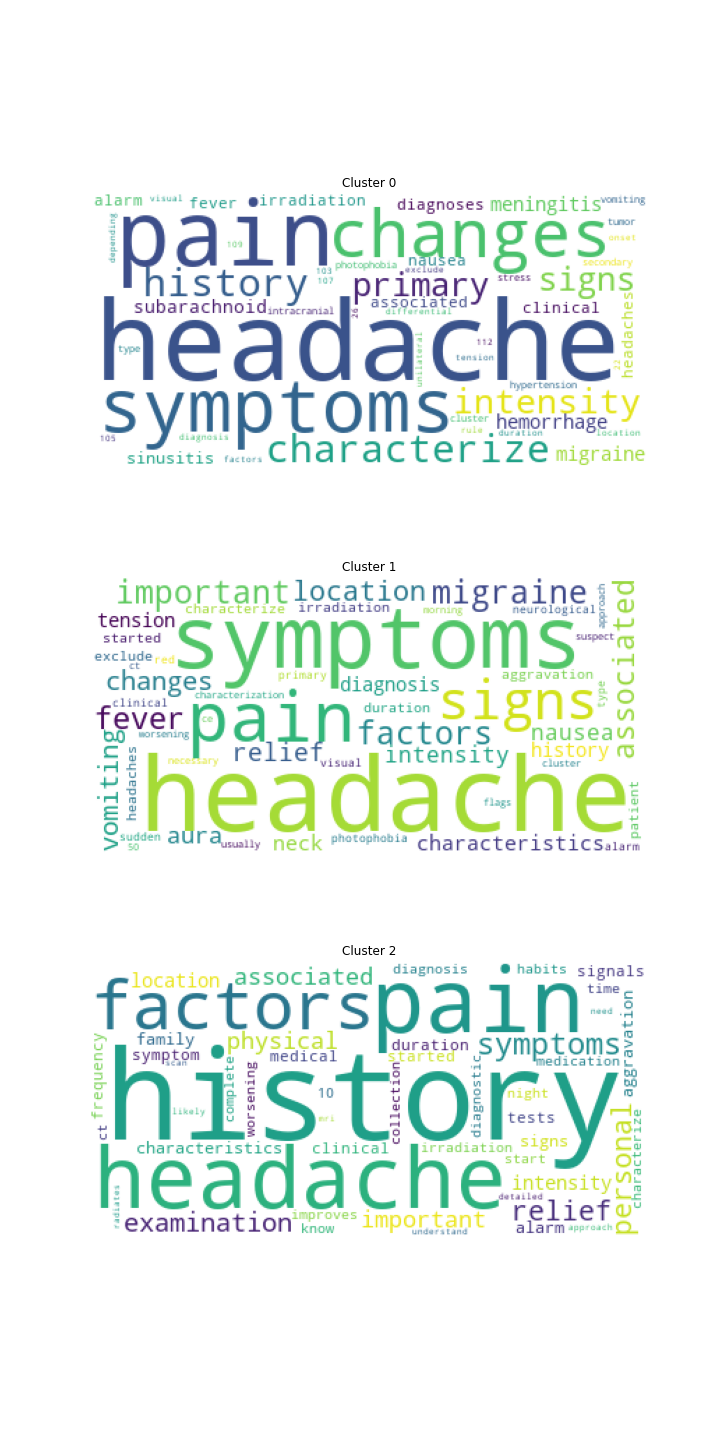 Cluster 0
alarm visual fever irradiation diagnoses meningitis vomiting
depending pain changes tumor
109 onset
photophobia nausea secondary
103 exclude
history 107 primary stress signs
subarachnoid intracranial 26 associated differential clinical headaches
headache
type unilateral 112 tension 22
symptoms hypertension
intensity
cluster hemorrhage
105 diagnosis rule duration location
sinusitis factors characterize migraine
Cluster 1
important location migraine approach associated
characterize irradiation morning neurological
tension symptoms suspect
started
exclude red primary aggravation
ct
changes characterization diagnosis signs type
clinical duration
fever ce pain factors nausea
worsening relief intensity history
vomiting headaches necessary visual cluster
headache flags patient
sudden aura neck photophobia characteristics alarm
50 usually
Cluster 2
location associated diagnosis habits signals
factors pain time
need
frequency family physical duration symptoms aggravation
symptom medical started medication
scan complete worsening history collection diagnostic night
10
likely mri tests
ct characteristics clinical irradiation signs personal characterize
start
headache intensity
radiates detailed relief
examination improves important alarm approach
know understand